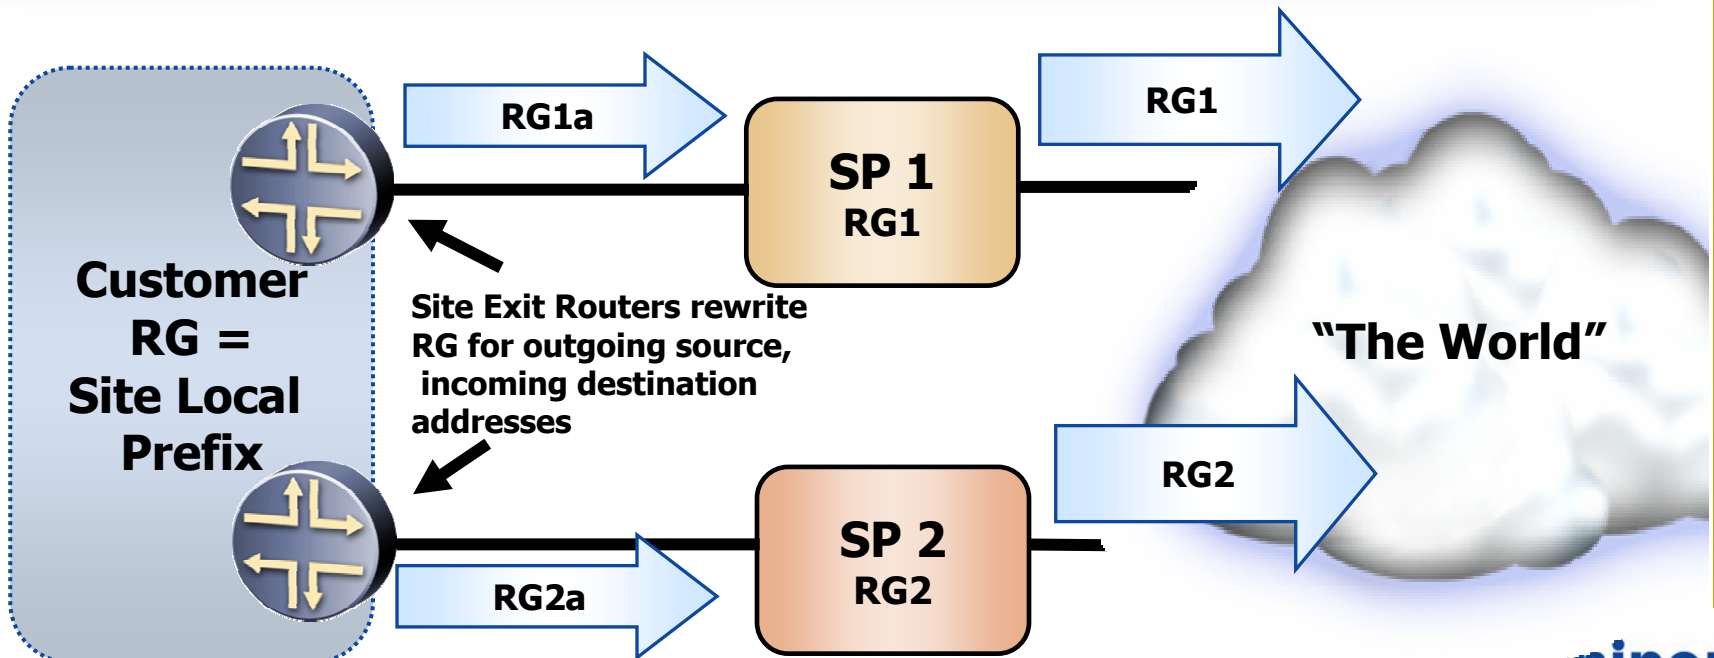 RG1a
RG1
SP 1
RG1
Customer
RG =
Site Local
Prefix
Site Exit Routers rewrite
RG for outgoing source,
incoming destination
addresses
“The World”
RG2
SP 2
RG2
RG2a